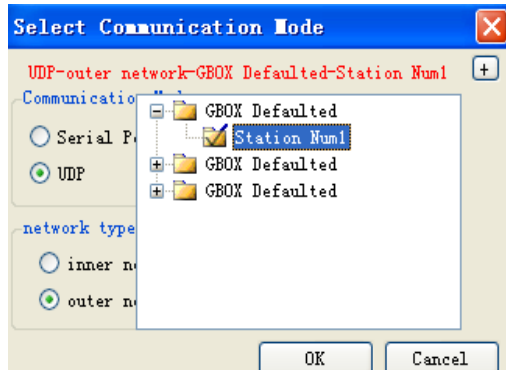 Select Communication Mode
UDP-outer network-GBOX Defaulted-Station Num1
+
Communicatio
GBOX Defaulted
Station Num1
Serial P
GBOX Defaulted
UDP
GBOX Defaulted
network type
inner n
outer n
OK
Cancel